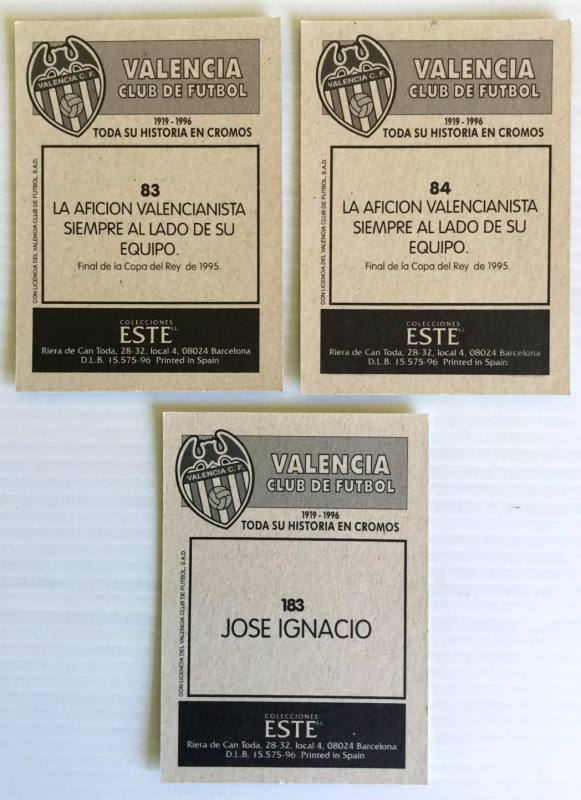 VALENCIA C. F.
VALENCIA
CLUB DE FUTBOL
1919 - 1996
TODA SU HISTORIA EN CROMOS
CON LICENCIA DEL VALENCIA CLUB DE FUTBOL, S.A.D.
83
LA AFICION VALENCIANISTA
SIEMPRE AL LADO DE SU
EQUIPO.
Final de la Copa del Rey de 1995.
COLECCIONES
ESTE S.L.
Riera de Can Toda, 28-32, local 4, 08024 Barcelona
D.L.B. 15.575-96 Printed in Spain
VALENCIA C. F.
VALENCIA
CLUB DE FUTBOL
1919 - 1996
TODA SU HISTORIA EN CROMOS
CON LICENCIA DEL VALENCIA CLUB DE FUTBOL, S.A.D.
84
LA AFICION VALENCIANISTA
SIEMPRE AL LADO DE SU
EQUIPO.
Final de la Copa del Rey de 1995.
COLECCIONES
ESTE S.L.
Riera de Can Toda, 28-32, local 4, 08024 Barcelona
D.L.B. 15.575-96 Printed in Spain
VALENCIA C. F.
VALENCIA
CLUB DE FUTBOL
1919 - 1996
TODA SU HISTORIA EN CROMOS
CON LICENCIA DEL VALENCIA CLUB DE FUTBOL, S.A.D.
183
JOSE IGNACIO
COLECCIONES
ESTE S.L.
Riera de Can Toda, 28-32, local 4, 08024 Barcelona
D.L.B. 15.575-96 Printed in Spain